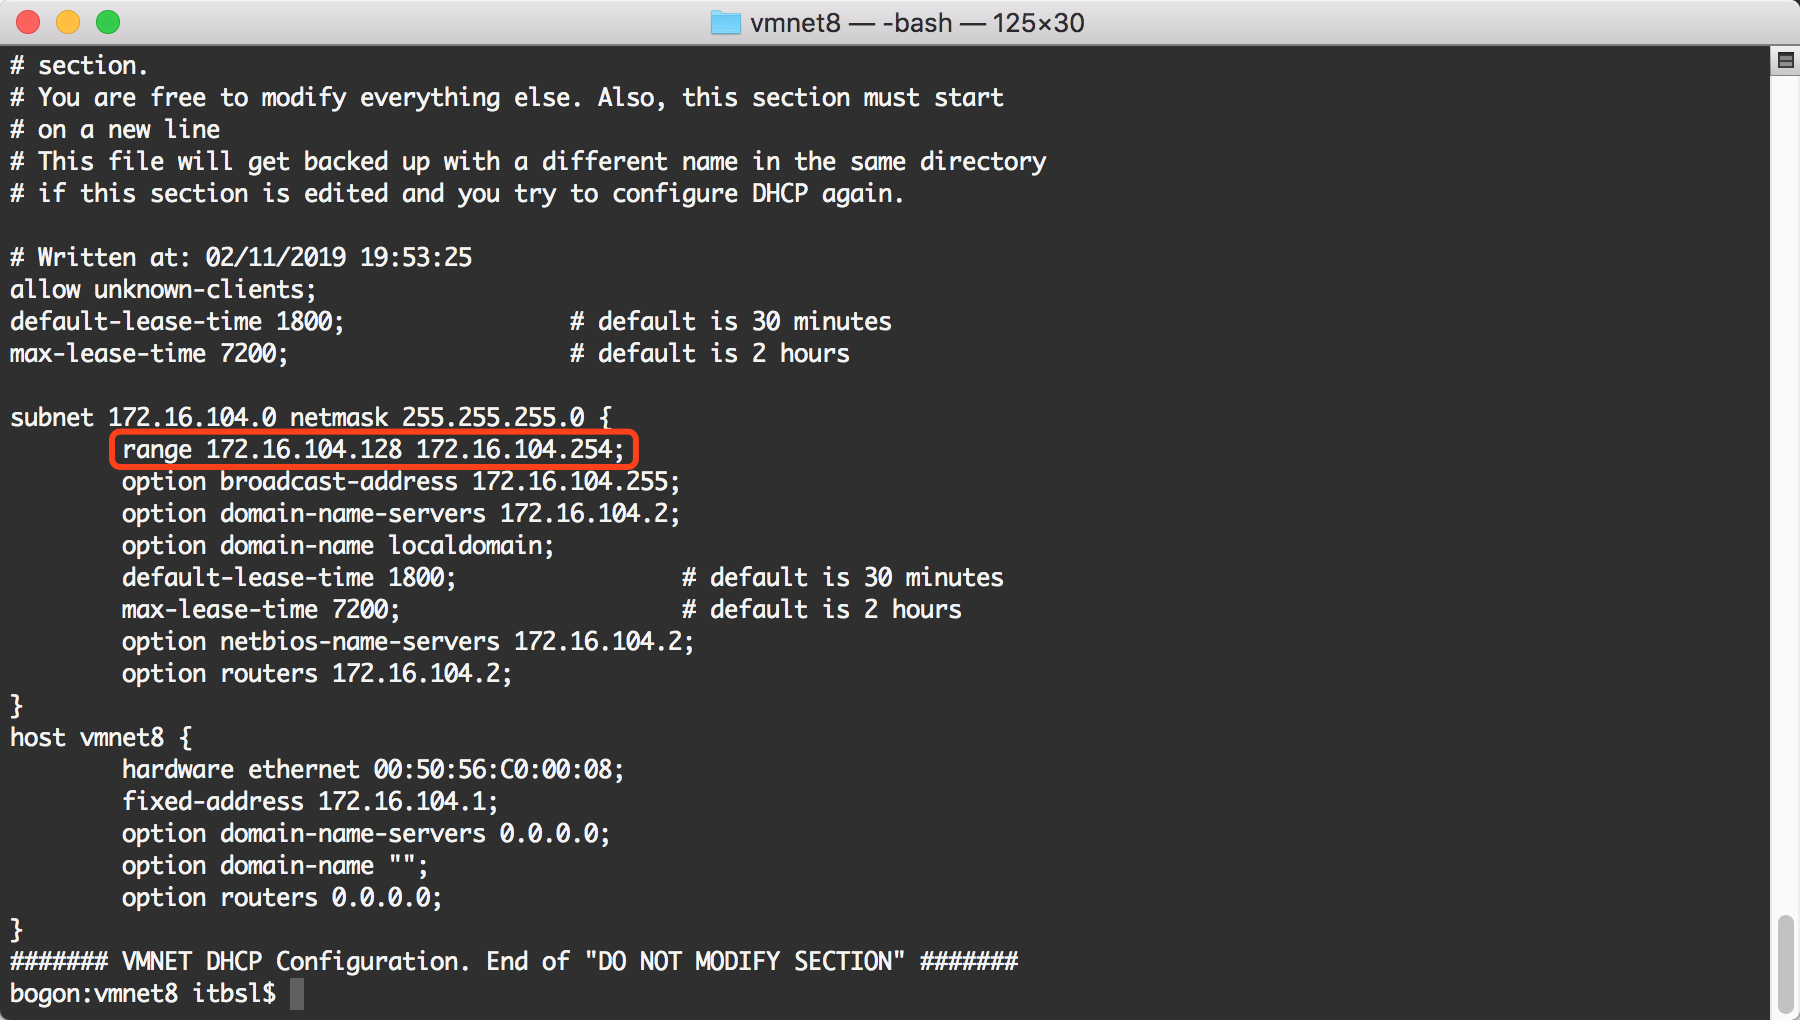 vmnet8 — -bash — 125×30
# section.
# You are free to modify everything else. Also, this section must start
# on a new line
# This file will get backed up with a different name in the same directory
# if this section is edited and you try to configure DHCP again.

# Written at: 02/11/2019 19:53:25
allow unknown-clients;
default-lease-time 1800;                # default is 30 minutes
max-lease-time 7200;                    # default is 2 hours

subnet 172.16.104.0 netmask 255.255.255.0 {
        range 172.16.104.128 172.16.104.254;
        option broadcast-address 172.16.104.255;
        option domain-name-servers 172.16.104.2;
        option domain-name localdomain;
        default-lease-time 1800;                # default is 30 minutes
        max-lease-time 7200;                    # default is 2 hours
        option netbios-name-servers 172.16.104.2;
        option routers 172.16.104.2;
}
host vmnet8 {
        hardware ethernet 00:50:56:C0:00:08;
        fixed-address 172.16.104.1;
        option domain-name-servers 0.0.0.0;
        option domain-name "";
        option routers 0.0.0.0;
}
####### VMNET DHCP Configuration. End of "DO NOT MODIFY SECTION" #######
bogon:vmnet8 itbsl$